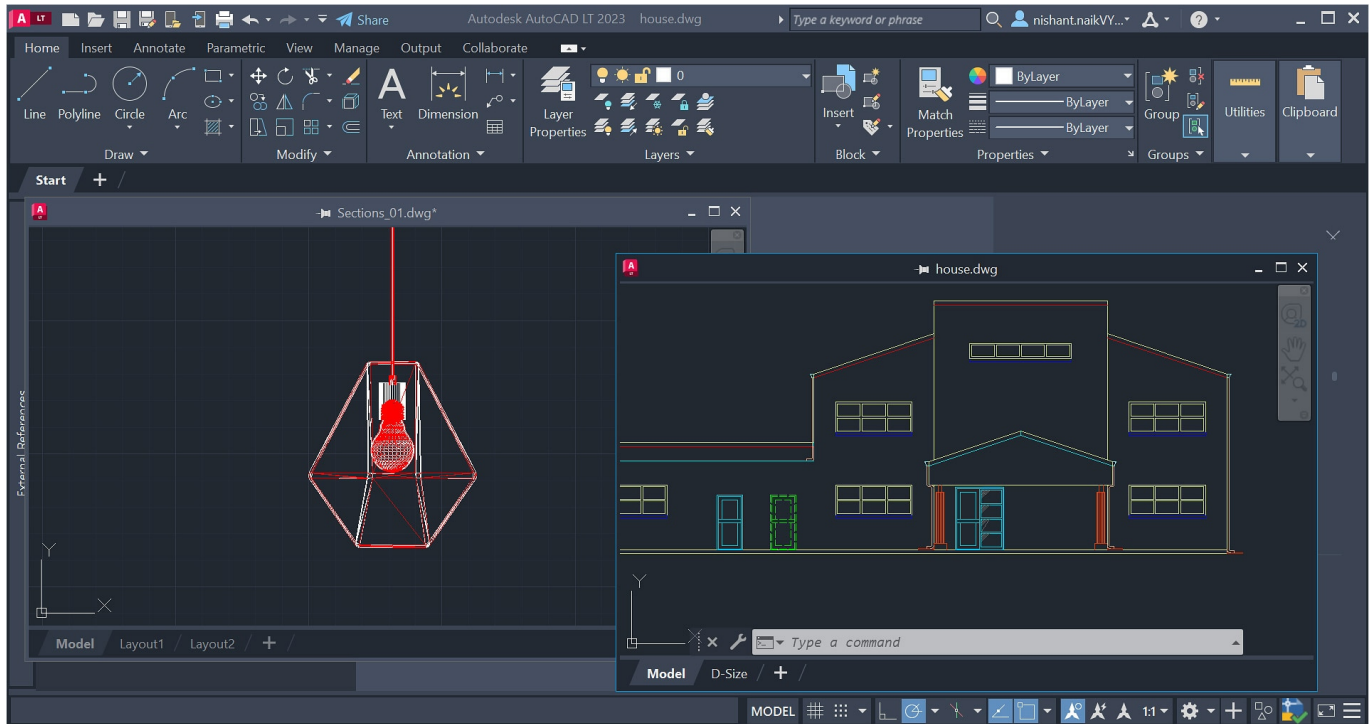 A LT Share Autodesk AutoCAD LT 2023 house.dwg Type a keyword or phrase nishant.naikVY... ?
Home Insert Annotate Parametric View Manage Output Collaborate
0 ByLayer
ByLayer
Line Polyline Circle Arc Text Dimension Layer Properties Insert Match Properties Group Utilities Clipboard
ByLayer
Draw Modify Annotation Layers Block Properties Groups
Start +
A LT Sections_01.dwg*
A LT house.dwg
2D
External References
Y
X
Y
X
Type a command
Model Layout1 Layout2 +
Model D-Size +
MODEL 1:1